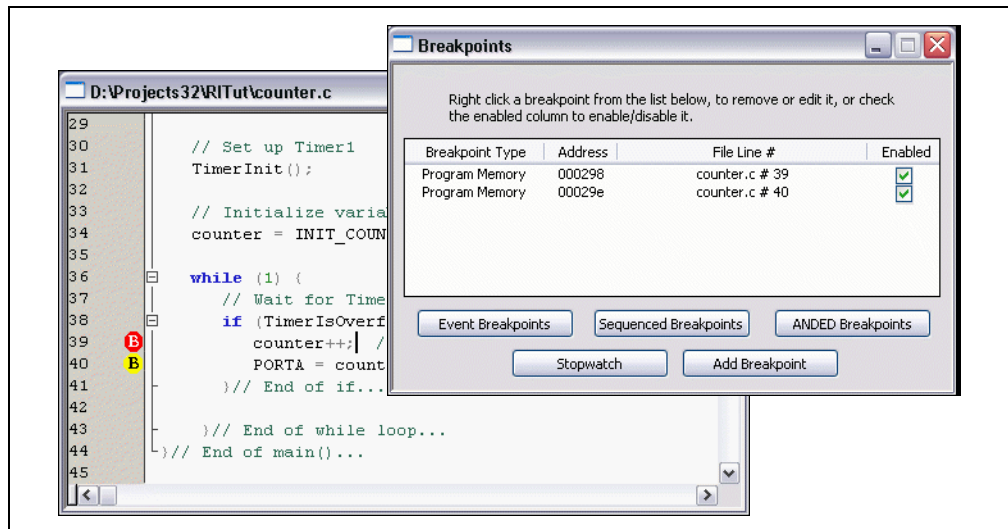 Breakpoints
Right click a breakpoint from the list below, to remove or edit it, or check
the enabled column to enable/disable it.
Breakpoint Type Address File Line # Enabled
Program Memory 000298 counter.c # 39
Program Memory 00029e counter.c # 40
Event Breakpoints Sequenced Breakpoints ANDED Breakpoints
Stopwatch Add Breakpoint
D:\Projects32\RITut\counter.c
29
30 // Set up Timer1
31 TimerInit();
32
33 // Initialize varia
34 counter = INIT_COUN
35
36 while (1) {
37 // Wait for Time
38 if (TimerIsOverf
39 B counter++; /
40 B PORTA = count
41 }// End of if...
42
43 }// End of while loop...
44 }// End of main()...
45